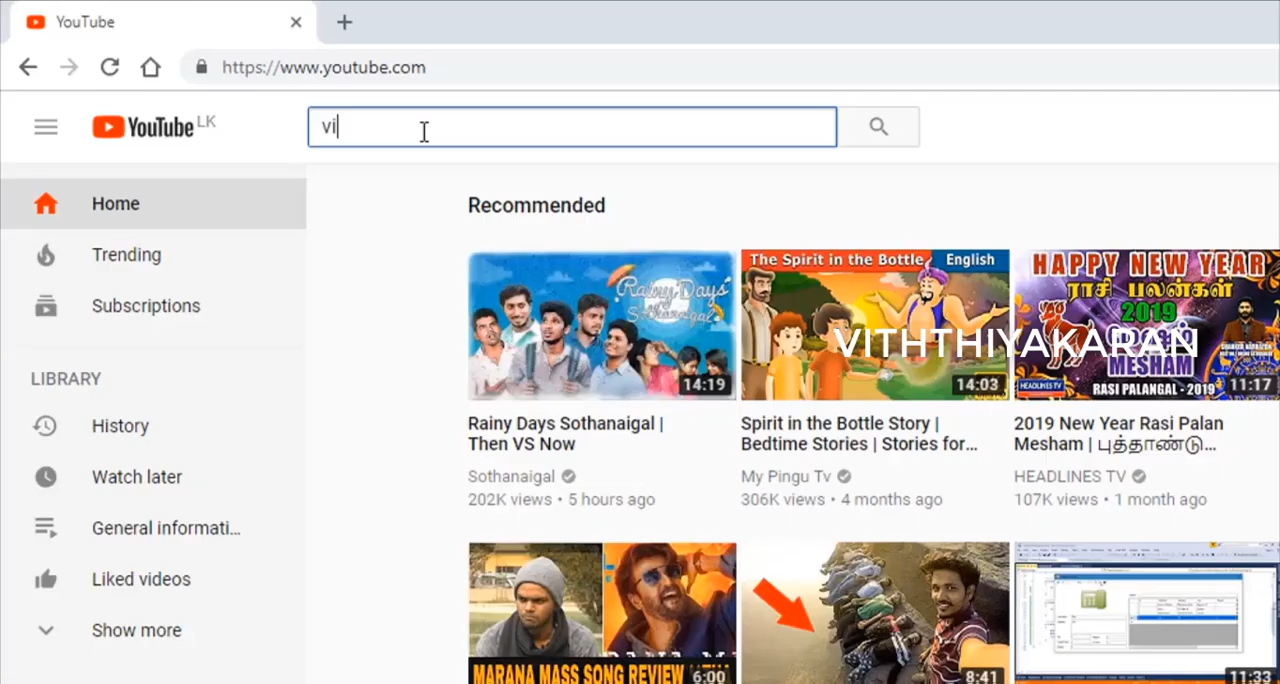 YouTube
https://www.youtube.com
YouTube LK
vi
Home
Trending
Subscriptions
LIBRARY
History
Watch later
General informati...
Liked videos
Show more
Recommended
Rainy Days
Sothanaigal
14:19
Rainy Days Sothanaigal |
Then VS Now
Sothanaigal
202K views • 5 hours ago
The Spirit in the Bottle English
14:03
Spirit in the Bottle Story |
Bedtime Stories | Stories for...
My Pingu Tv
306K views • 4 months ago
HAPPY NEW YEAR
ராசி பலன்கள்
2019
மேஷம்
MESHAM
HEADLINES TV
RASI PALANGAL - 2019
11:17
2019 New Year Rasi Palan
Mesham | புத்தாண்டு...
HEADLINES TV
107K views • 1 month ago
VITHTHIYAKARAN
MARANA MASS SONG REVIEW
6:00
8:41
11:33